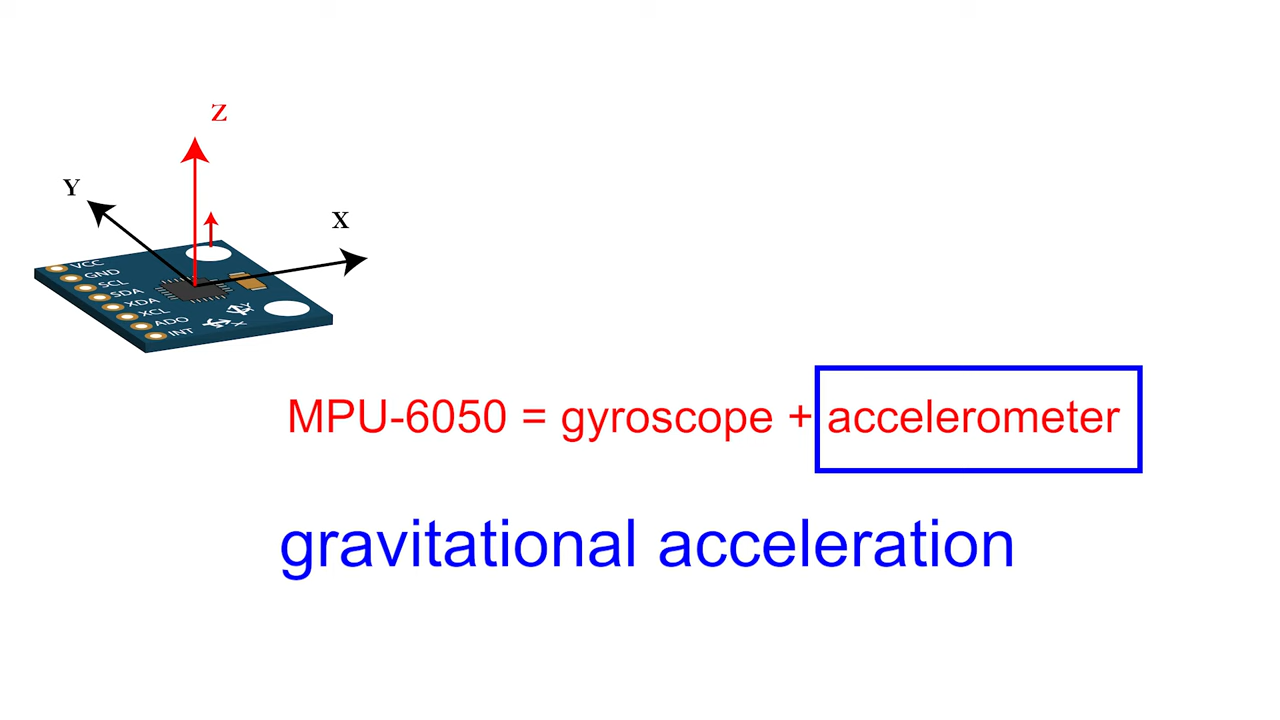 Z
Y
X
VCC
GND
SCL
SDA
XDA
XCL
ADO
INT
MPU-6050 = gyroscope + accelerometer
gravitational acceleration